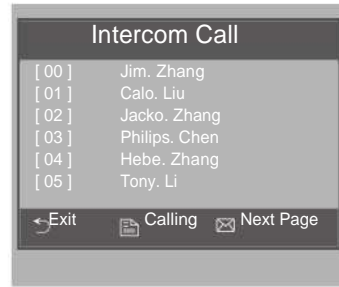 Intercom Call
[ 00 ] Jim. Zhang
[ 01 ] Calo. Liu
[ 02 ] Jacko. Zhang
[ 03 ] Philips. Chen
[ 04 ] Hebe. Zhang
[ 05 ] Tony. Li
Exit Calling Next Page